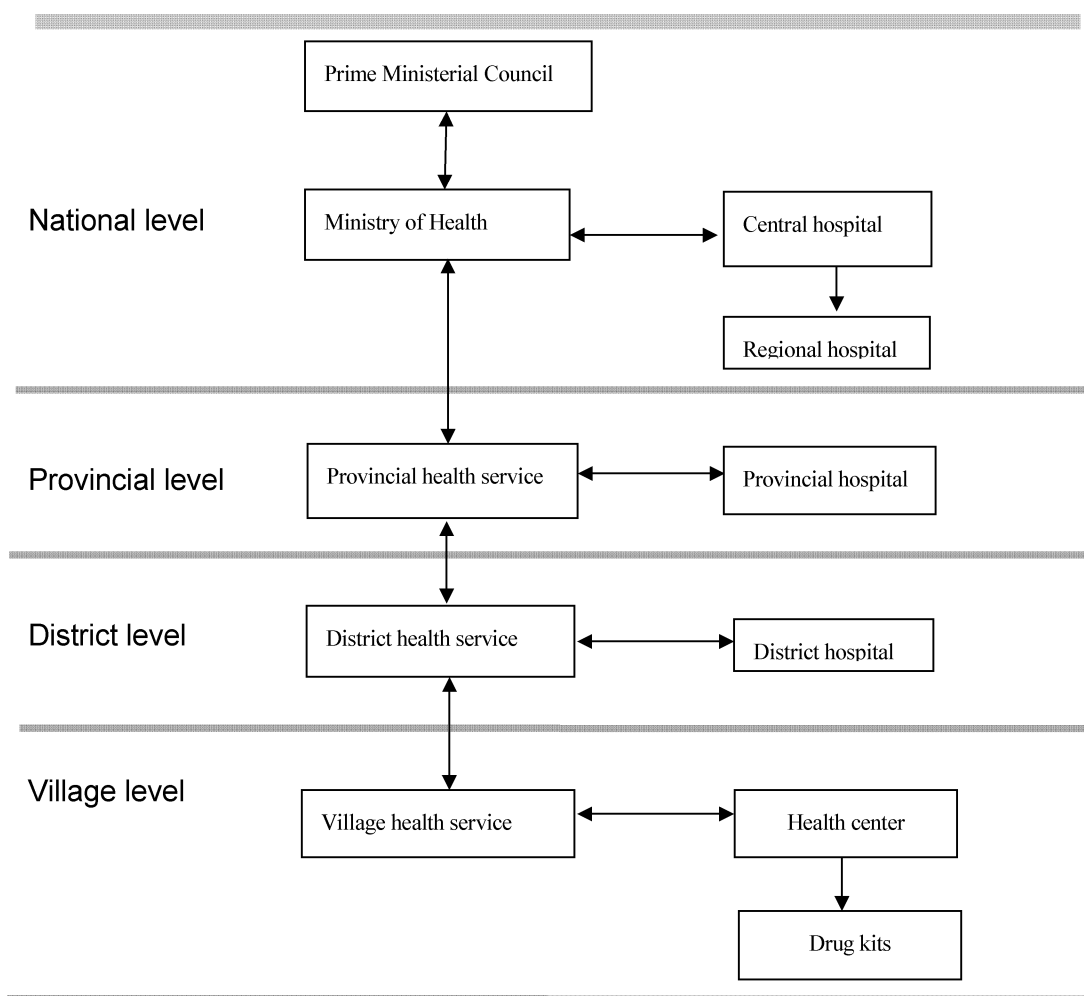 Prime Ministerial Council
National level
Ministry of Health
Central hospital
Regional hospital
Provincial level
Provincial health service
Provincial hospital
District level
District health service
District hospital
Village level
Village health service
Health center
Drug kits